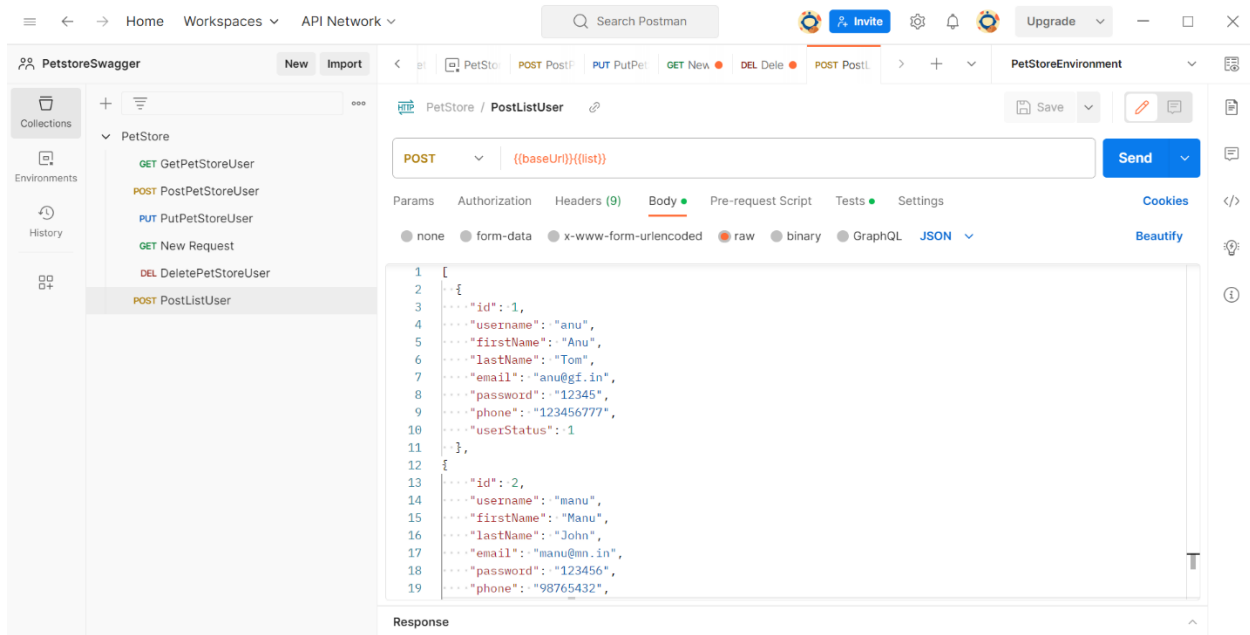 Home Workspaces API Network Search Postman Invite Upgrade
PetstoreSwagger New Import
et PetSto POST PostP PUT PutPet GET New DEL Dele POST PostL PetStoreEnvironment
Collections
Environments
History
PetStore
GET GetPetStoreUser
POST PostPetStoreUser
PUT PutPetStoreUser
GET New Request
DEL DeletePetStoreUser
POST PostListUser
HTTP PetStore / PostListUser Save
POST {{baseUrl}}{{list}} Send
Params Authorization Headers (9) Body Pre-request Script Tests Settings Cookies
none form-data x-www-form-urlencoded raw binary GraphQL JSON Beautify
1 [
2 {
3 "id": 1,
4 "username": "anu",
5 "firstName": "Anu",
6 "lastName": "Tom",
7 "email": "anu@gf.in",
8 "password": "12345",
9 "phone": "123456777",
10 "userStatus": 1
11 },
12 {
13 "id": 2,
14 "username": "manu",
15 "firstName": "Manu",
16 "lastName": "John",
17 "email": "manu@mn.in",
18 "password": "123456",
19 "phone": "98765432",
Response